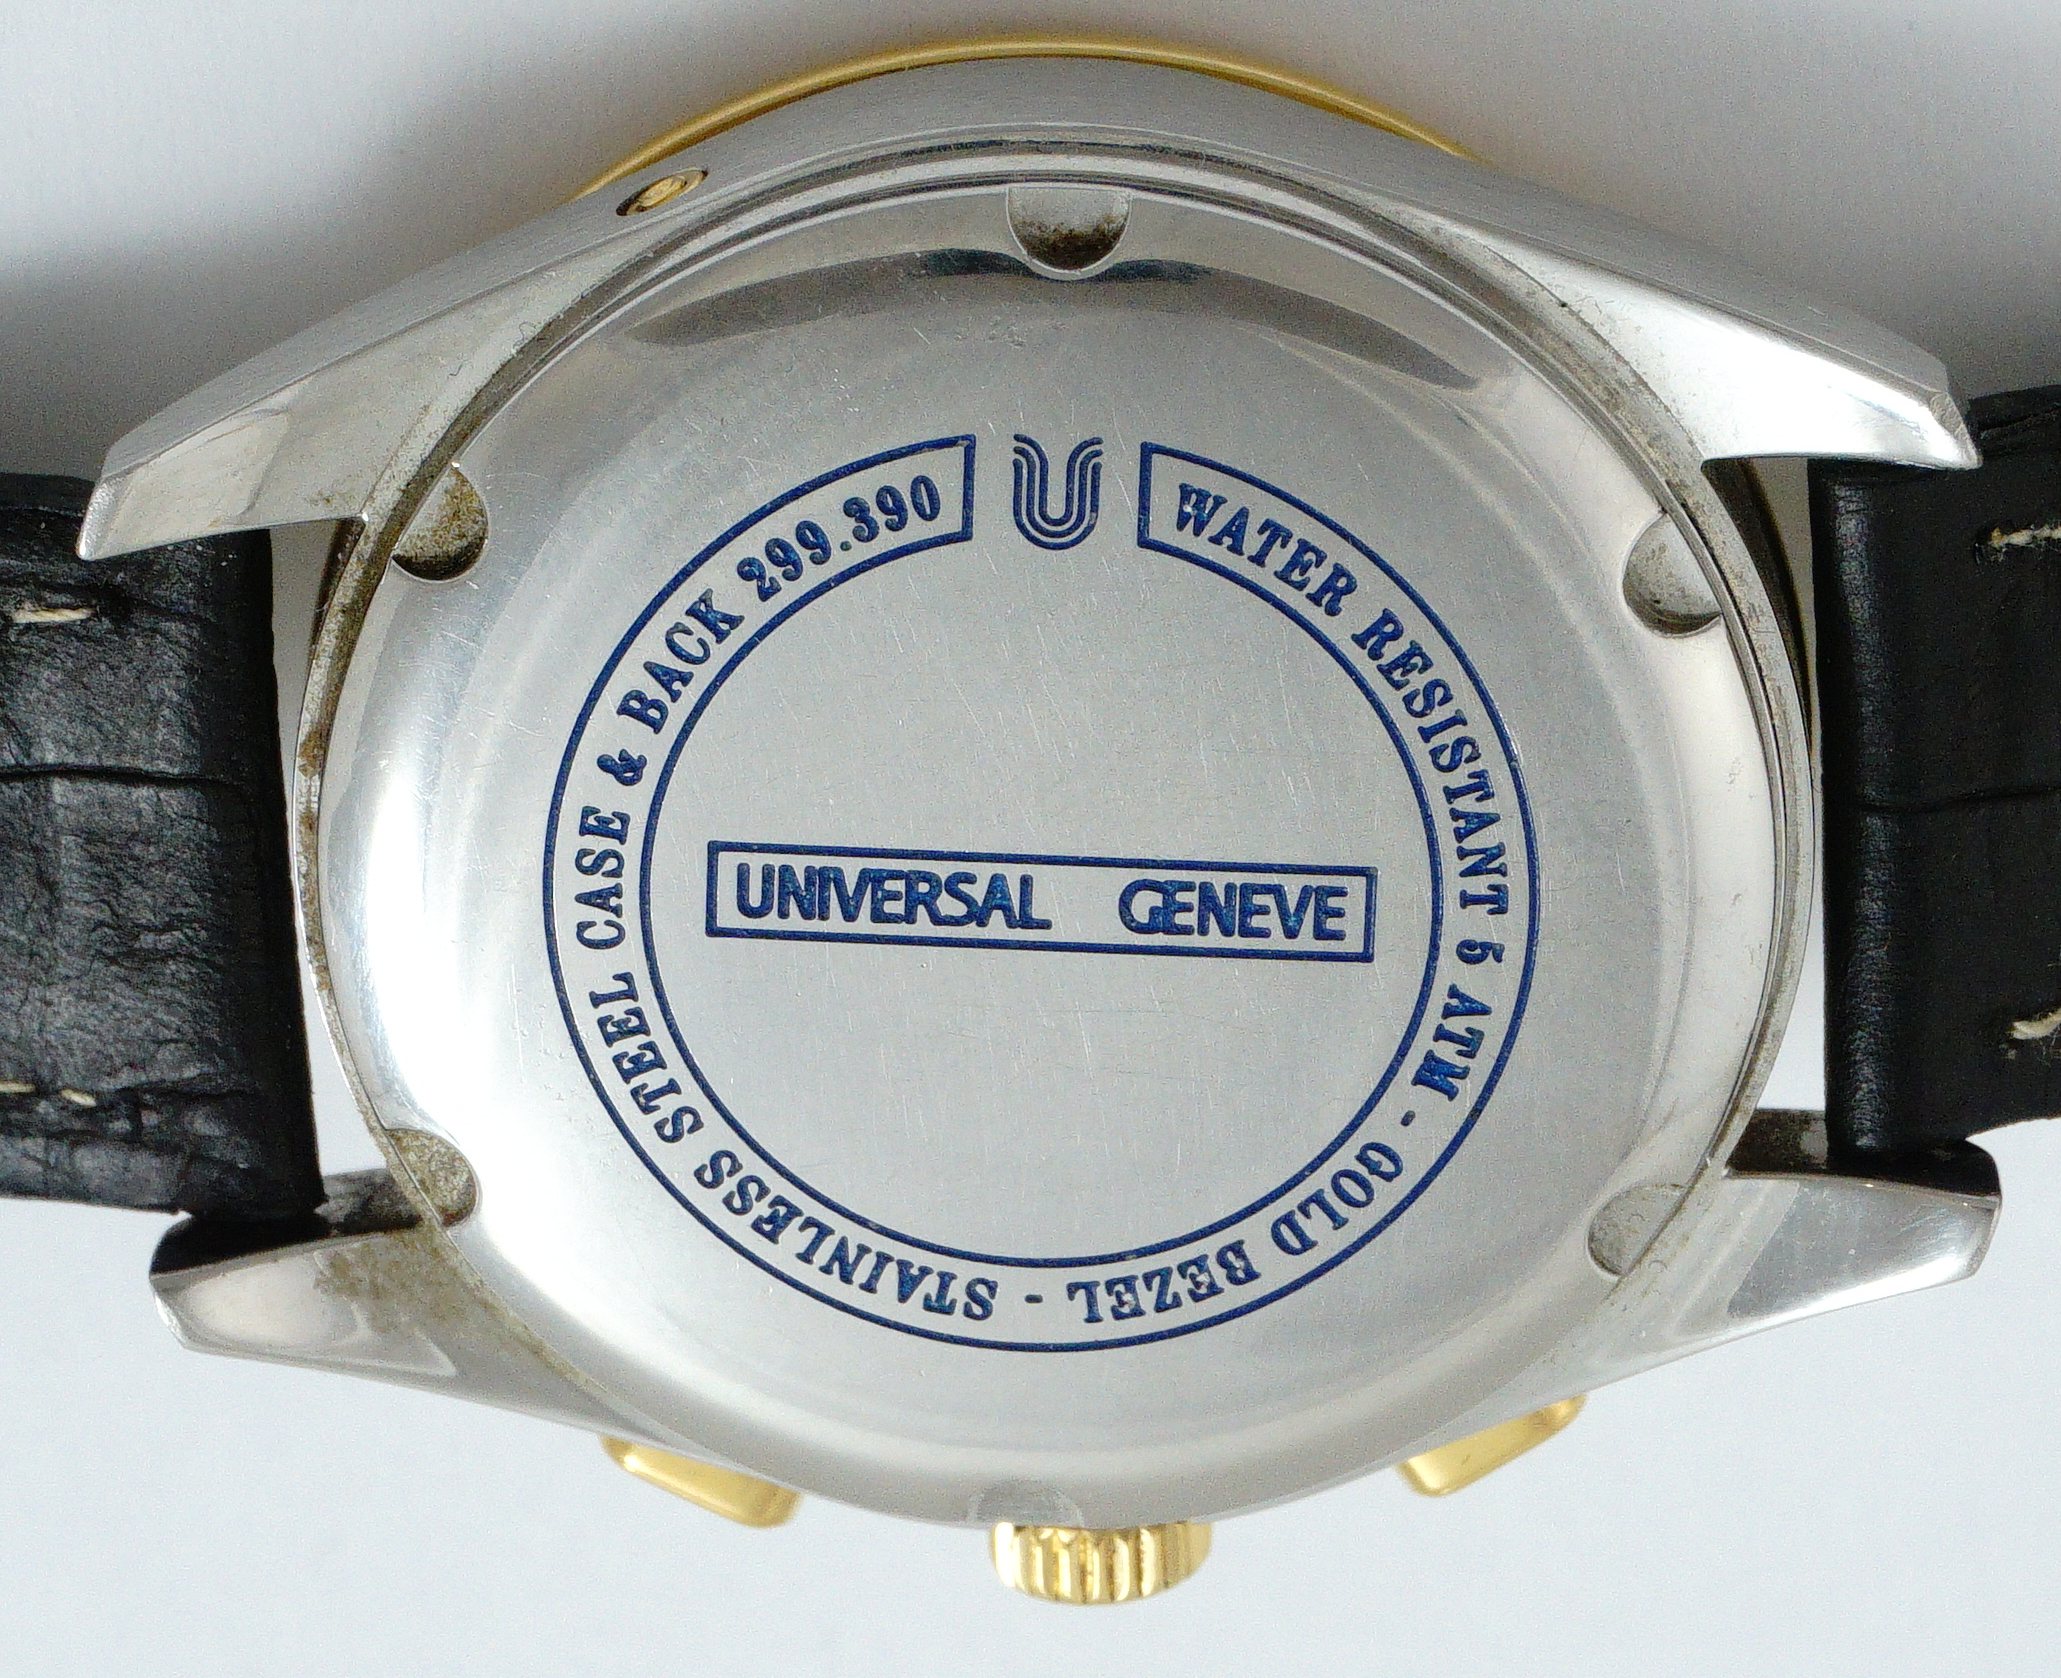 U
WATER RESISTANT 5 ATM - GOLD BEZEL - STAINLESS STEEL CASE & BACK 299.390
UNIVERSAL GENEVE